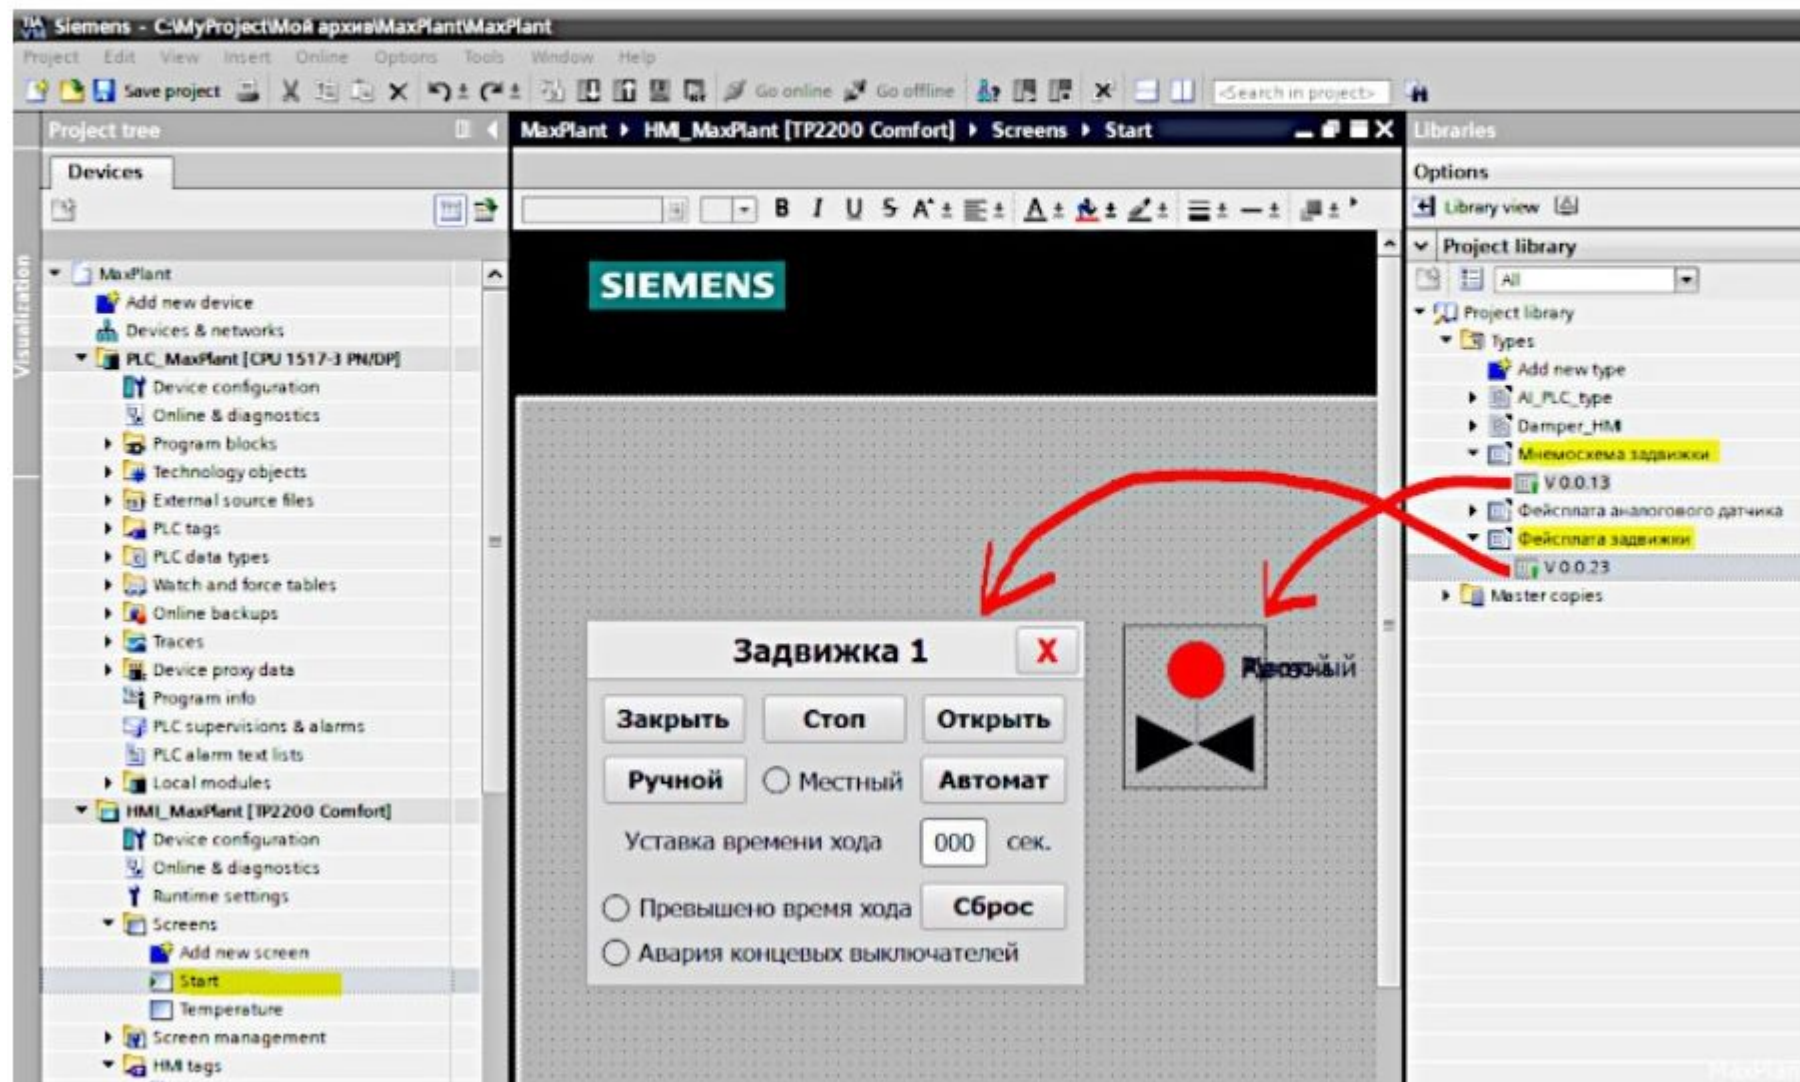 Siemens - C:\MyProject\Мой архив\MaxPlant\MaxPlant
Project Edit View Insert Online Options Tools Window Help
Save project Go online Go offline <Search in project>
Project tree
Devices
Visualization
MaxPlant
Add new device
Devices & networks
PLC_MaxPlant [CPU 1517-3 PN/DP]
Device configuration
Online & diagnostics
Program blocks
Technology objects
External source files
PLC tags
PLC data types
Watch and force tables
Online backups
Traces
Device proxy data
Program info
PLC supervisions & alarms
PLC alarm text lists
Local modules
HMI_MaxPlant [TP2200 Comfort]
Device configuration
Online & diagnostics
Runtime settings
Screens
Add new screen
Start
Temperature
Screen management
HMI tags
MaxPlant HMI_MaxPlant [TP2200 Comfort] Screens Start
B I U S A A
SIEMENS
Задвижка 1 X
Закрыть Стоп Открыть
Ручной Местный Автомат
Уставка времени хода 000 сек.
Превышено время хода Сброс
Авария концевых выключателей
Libraries
Options
Library view
Project library
All
Project library
Types
Add new type
AI_PLC_type
Damper_HMI
Мнемосхема задвижки
V 0.0.13
Фейсплата аналогового датчика
Фейсплата задвижки
V 0.0.23
Master copies